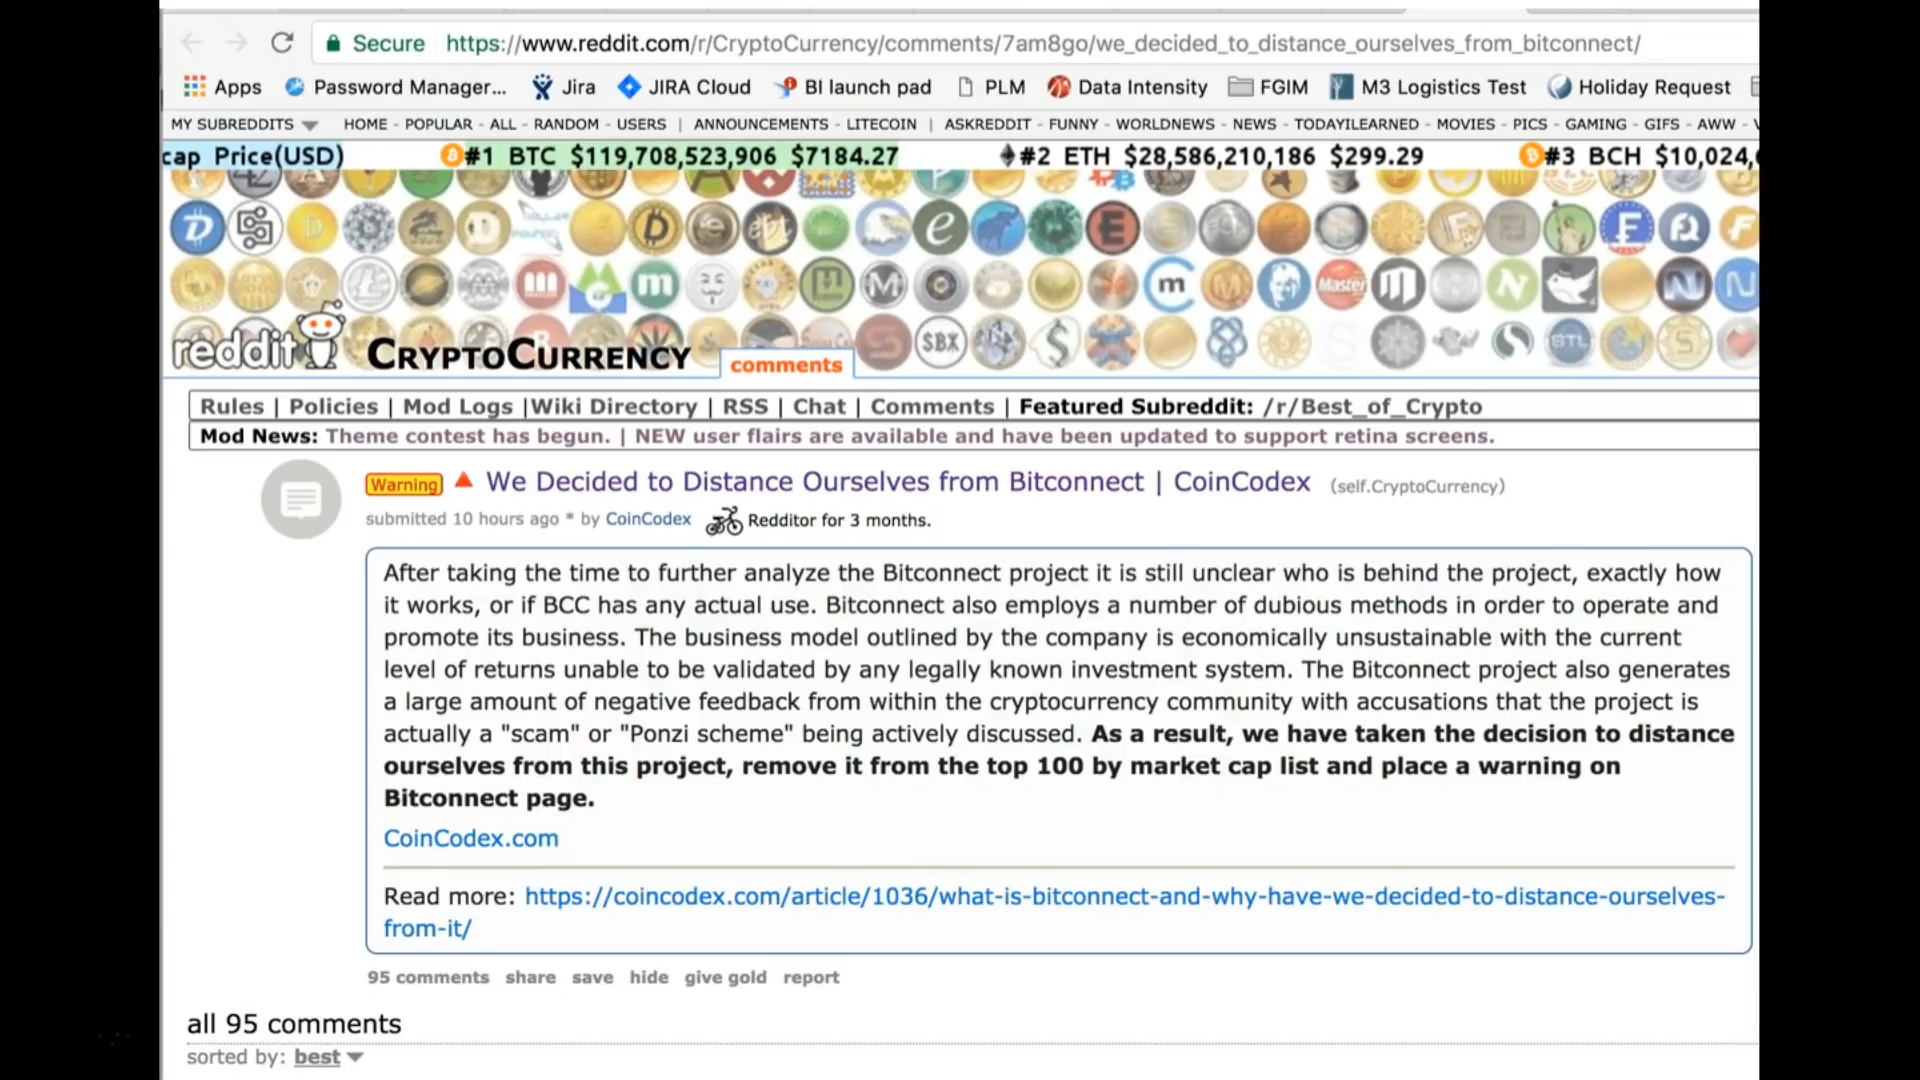 Secure https://www.reddit.com/r/CryptoCurrency/comments/7am8go/we_decided_to_distance_ourselves_from_bitconnect/
Apps Password Manager... Jira JIRA Cloud BI launch pad PLM Data Intensity FGIM M3 Logistics Test Holiday Request
MY SUBREDDITS HOME - POPULAR - ALL - RANDOM - USERS | ANNOUNCEMENTS - LITECOIN | ASKREDDIT - FUNNY - WORLDNEWS - NEWS - TODAYILEARNED - MOVIES - PICS - GAMING - GIFS - AWW -
cap Price(USD) #1 BTC $119,708,523,906 $7184.27 #2 ETH $28,586,210,186 $299.29 #3 BCH $10,024,
reddit CRYPTOCURRENCY comments
Rules | Policies | Mod Logs |Wiki Directory | RSS | Chat | Comments | Featured Subreddit: /r/Best_of_Crypto
Mod News: Theme contest has begun. | NEW user flairs are available and have been updated to support retina screens.
Warning We Decided to Distance Ourselves from Bitconnect | CoinCodex (self.CryptoCurrency)
submitted 10 hours ago * by CoinCodex Redditor for 3 months.
After taking the time to further analyze the Bitconnect project it is still unclear who is behind the project, exactly how
it works, or if BCC has any actual use. Bitconnect also employs a number of dubious methods in order to operate and
promote its business. The business model outlined by the company is economically unsustainable with the current
level of returns unable to be validated by any legally known investment system. The Bitconnect project also generates
a large amount of negative feedback from within the cryptocurrency community with accusations that the project is
actually a "scam" or "Ponzi scheme" being actively discussed. As a result, we have taken the decision to distance
ourselves from this project, remove it from the top 100 by market cap list and place a warning on
Bitconnect page.
CoinCodex.com
Read more: https://coincodex.com/article/1036/what-is-bitconnect-and-why-have-we-decided-to-distance-ourselves-
from-it/
95 comments share save hide give gold report
all 95 comments
sorted by: best